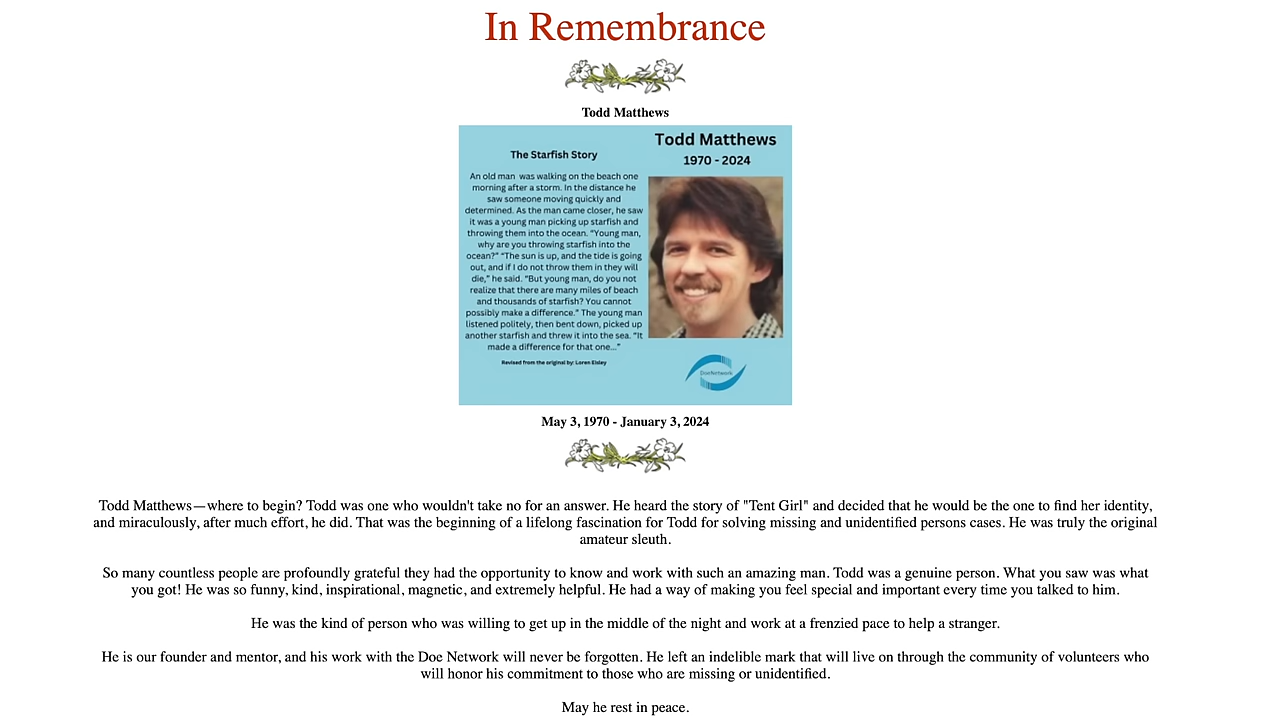 In Remembrance
Todd Matthews
The Starfish Story
An old man was walking on the beach one
morning after a storm. In the distance he
saw someone moving quickly and
determined. As the man came closer, he saw
it was a young man picking up starfish and
throwing them into the ocean. "Young man,
why are you throwing starfish into the
ocean?" "The sun is up, and the tide is going
out, and if I do not throw them in they will
die," he said. "But young man, do you not
realize that there are many miles of beach
and thousands of starfish? You cannot
possibly make a difference." The young man
listened politely, then bent down, picked up
another starfish and threw it into the sea. "It
made a difference for that one..."
Revised from the original by: Loren Eisley
Todd Matthews
1970 - 2024
DoeNetwork
May 3, 1970 - January 3, 2024
Todd Matthews—where to begin? Todd was one who wouldn't take no for an answer. He heard the story of "Tent Girl" and decided that he would be the one to find her identity,
and miraculously, after much effort, he did. That was the beginning of a lifelong fascination for Todd for solving missing and unidentified persons cases. He was truly the original
amateur sleuth.
So many countless people are profoundly grateful they had the opportunity to know and work with such an amazing man. Todd was a genuine person. What you saw was what
you got! He was so funny, kind, inspirational, magnetic, and extremely helpful. He had a way of making you feel special and important every time you talked to him.
He was the kind of person who was willing to get up in the middle of the night and work at a frenzied pace to help a stranger.
He is our founder and mentor, and his work with the Doe Network will never be forgotten. He left an indelible mark that will live on through the community of volunteers who
will honor his commitment to those who are missing or unidentified.
May he rest in peace.